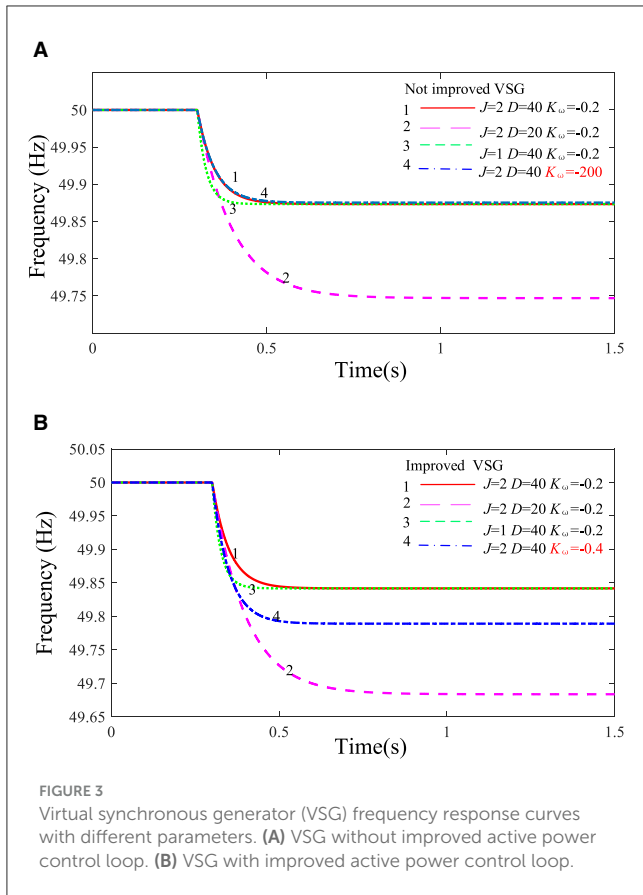 A
Not improved VSG
1 J=2 D=40 Kω=-0.2
2 J=2 D=20 Kω=-0.2
3 J=1 D=40 Kω=-0.2
4 J=2 D=40 Kω=-200
50
49.95
49.9
49.85
49.8
49.75
Frequency (Hz)
1
4
3
2
0 0.5 1 1.5
Time(s)
B
Improved VSG
1 J=2 D=40 Kω=-0.2
2 J=2 D=20 Kω=-0.2
3 J=1 D=40 Kω=-0.2
4 J=2 D=40 Kω=-0.4
50.05
50
49.95
49.9
49.85
49.8
49.75
49.7
49.65
Frequency (Hz)
1
3
4
2
0 0.5 1 1.5
Time(s)
FIGURE 3
Virtual synchronous generator (VSG) frequency response curves
with different parameters. (A) VSG without improved active power
control loop. (B) VSG with improved active power control loop.